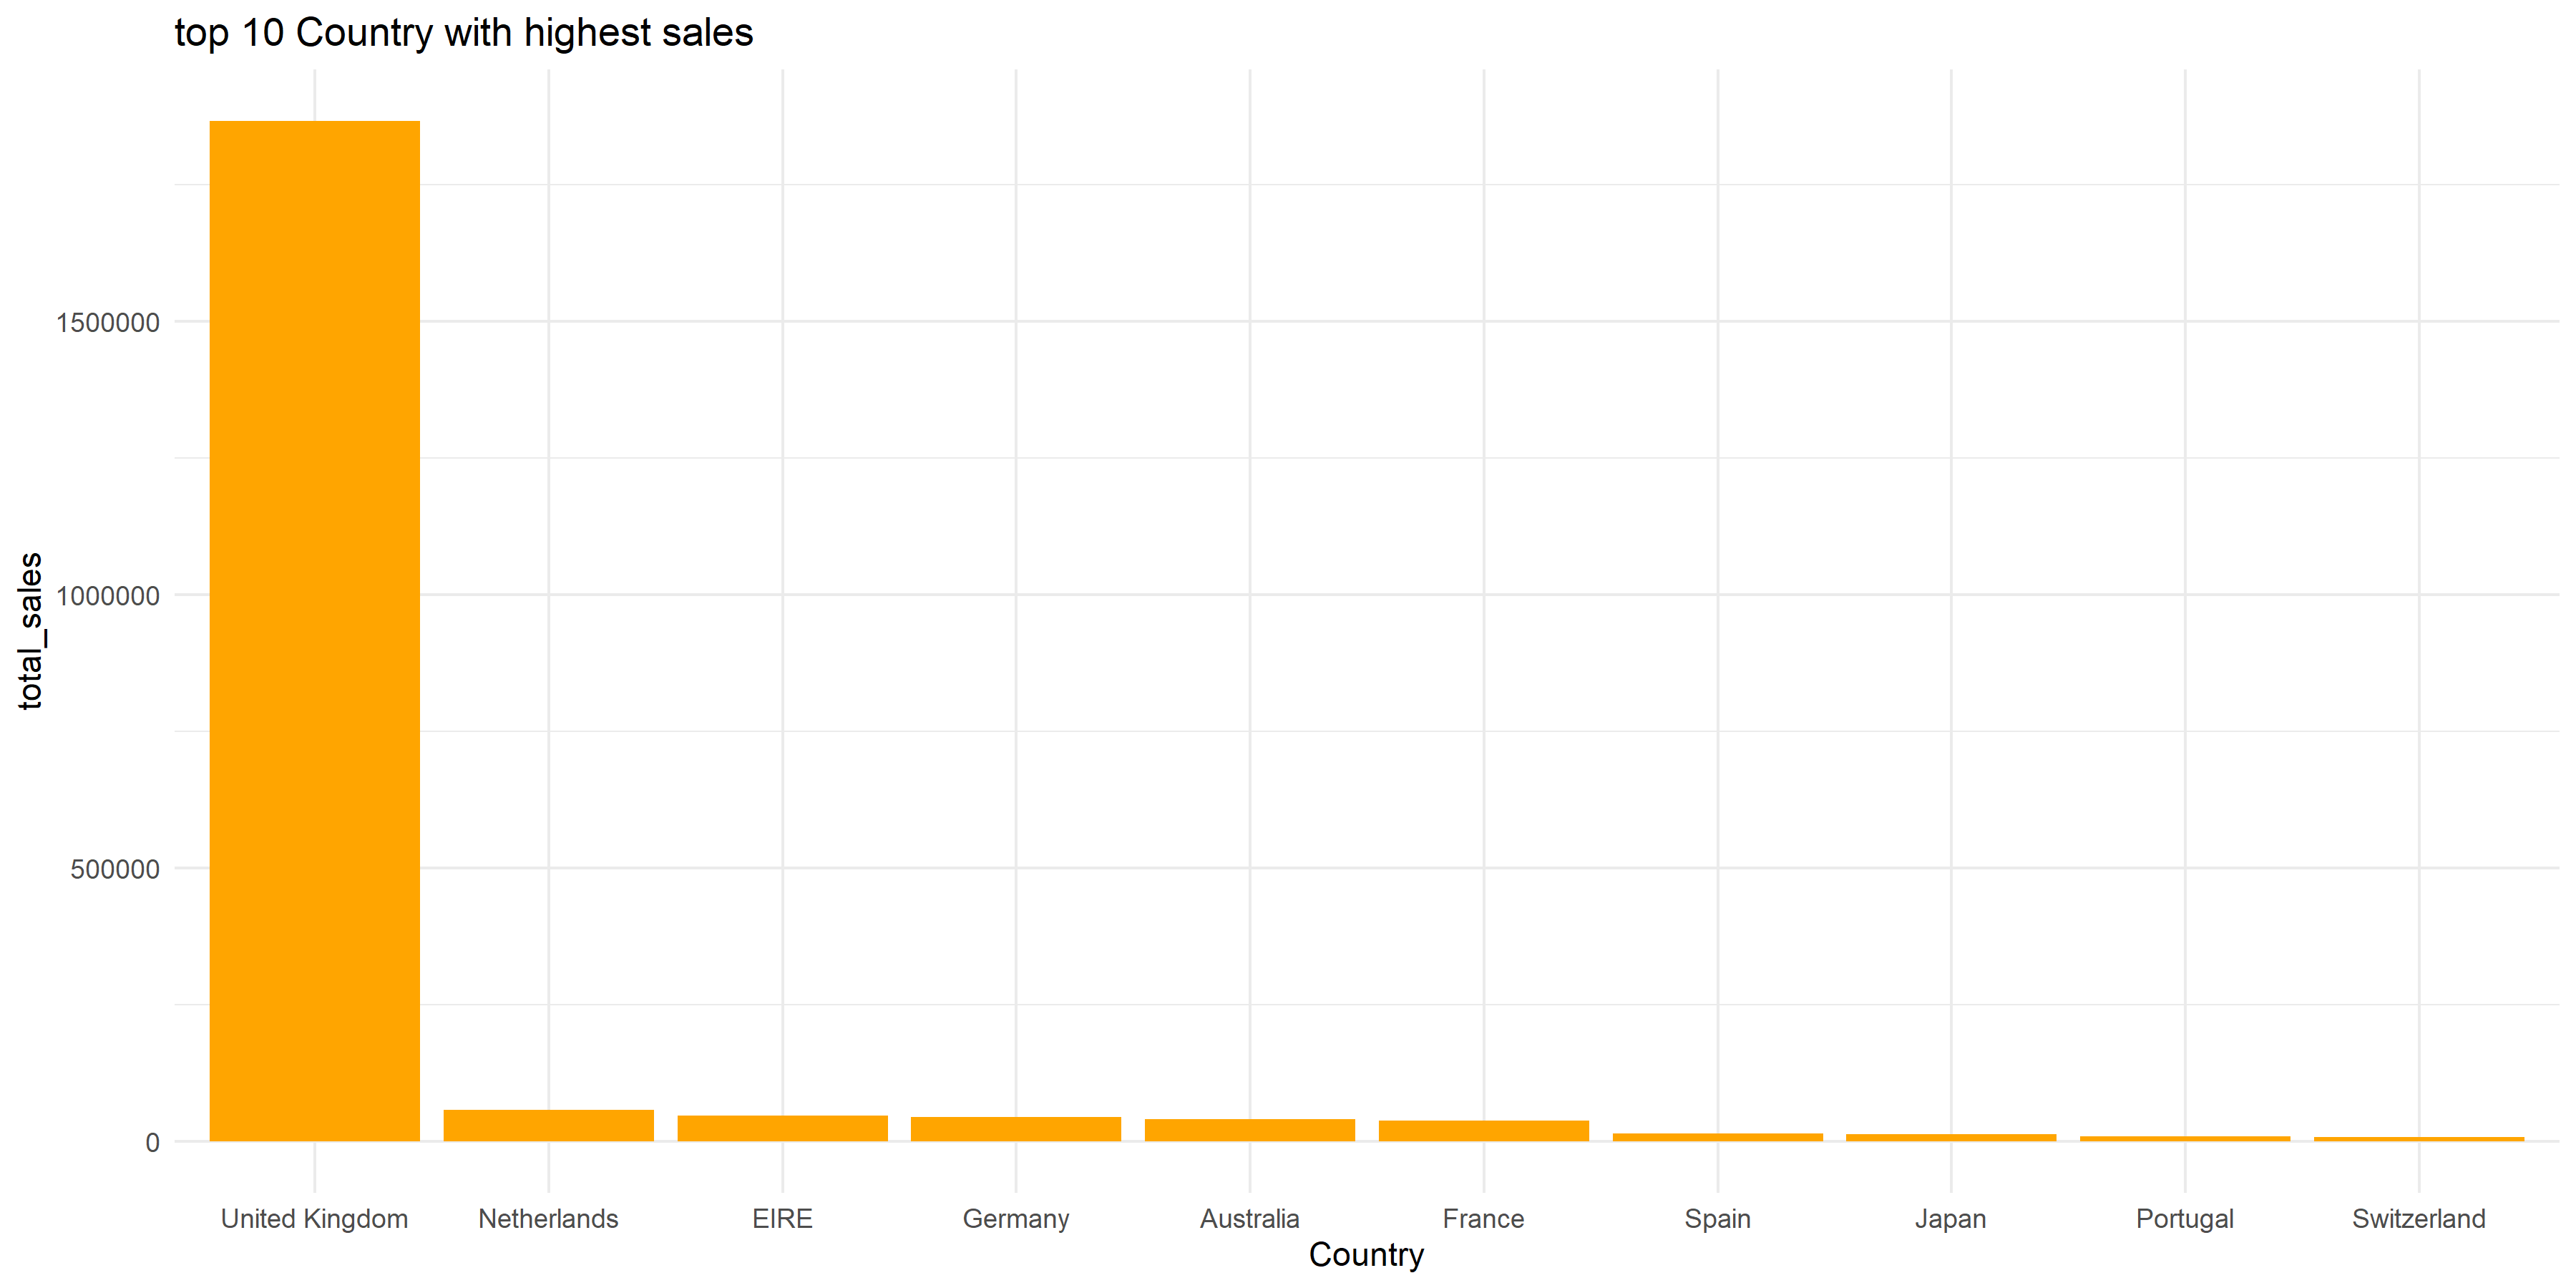 top 10 Country with highest sales
total_sales
1500000
1000000
500000
0
United Kingdom Netherlands EIRE Germany Australia France Spain Japan Portugal Switzerland
Country